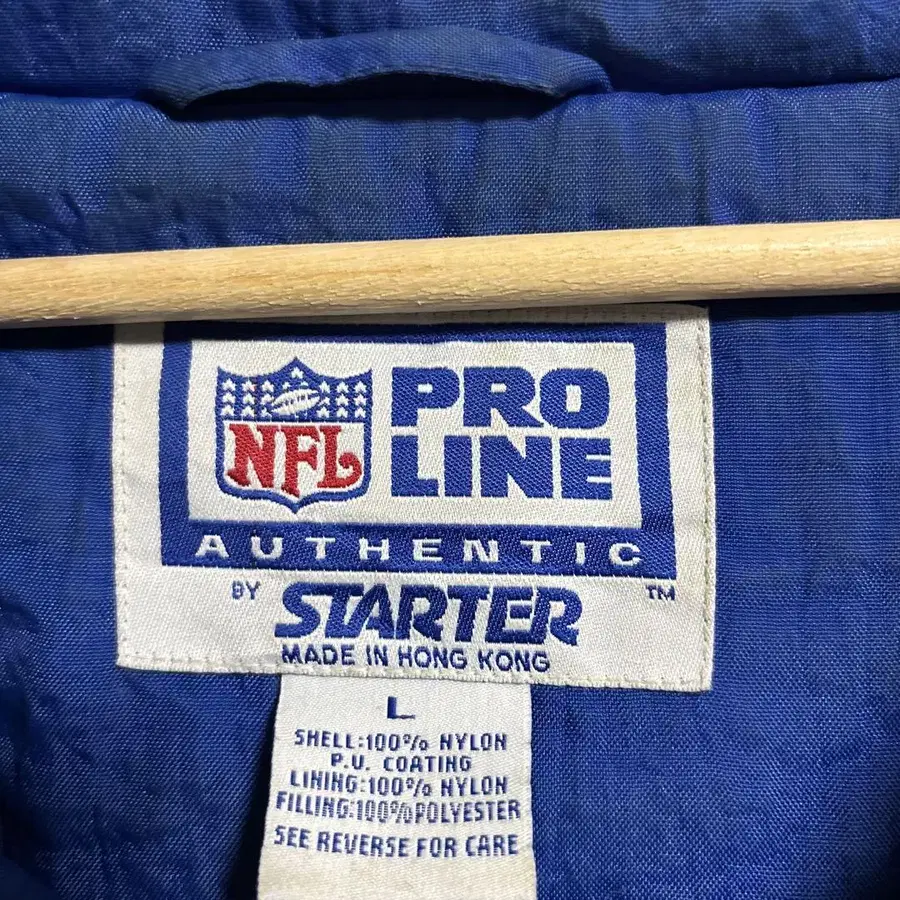 NFL
PRO
LINE
AUTHENTIC
BY STARTER ™
MADE IN HONG KONG
L
SHELL:100% NYLON
P.U. COATING
LINING:100% NYLON
FILLING:100%POLYESTER
SEE REVERSE FOR CARE